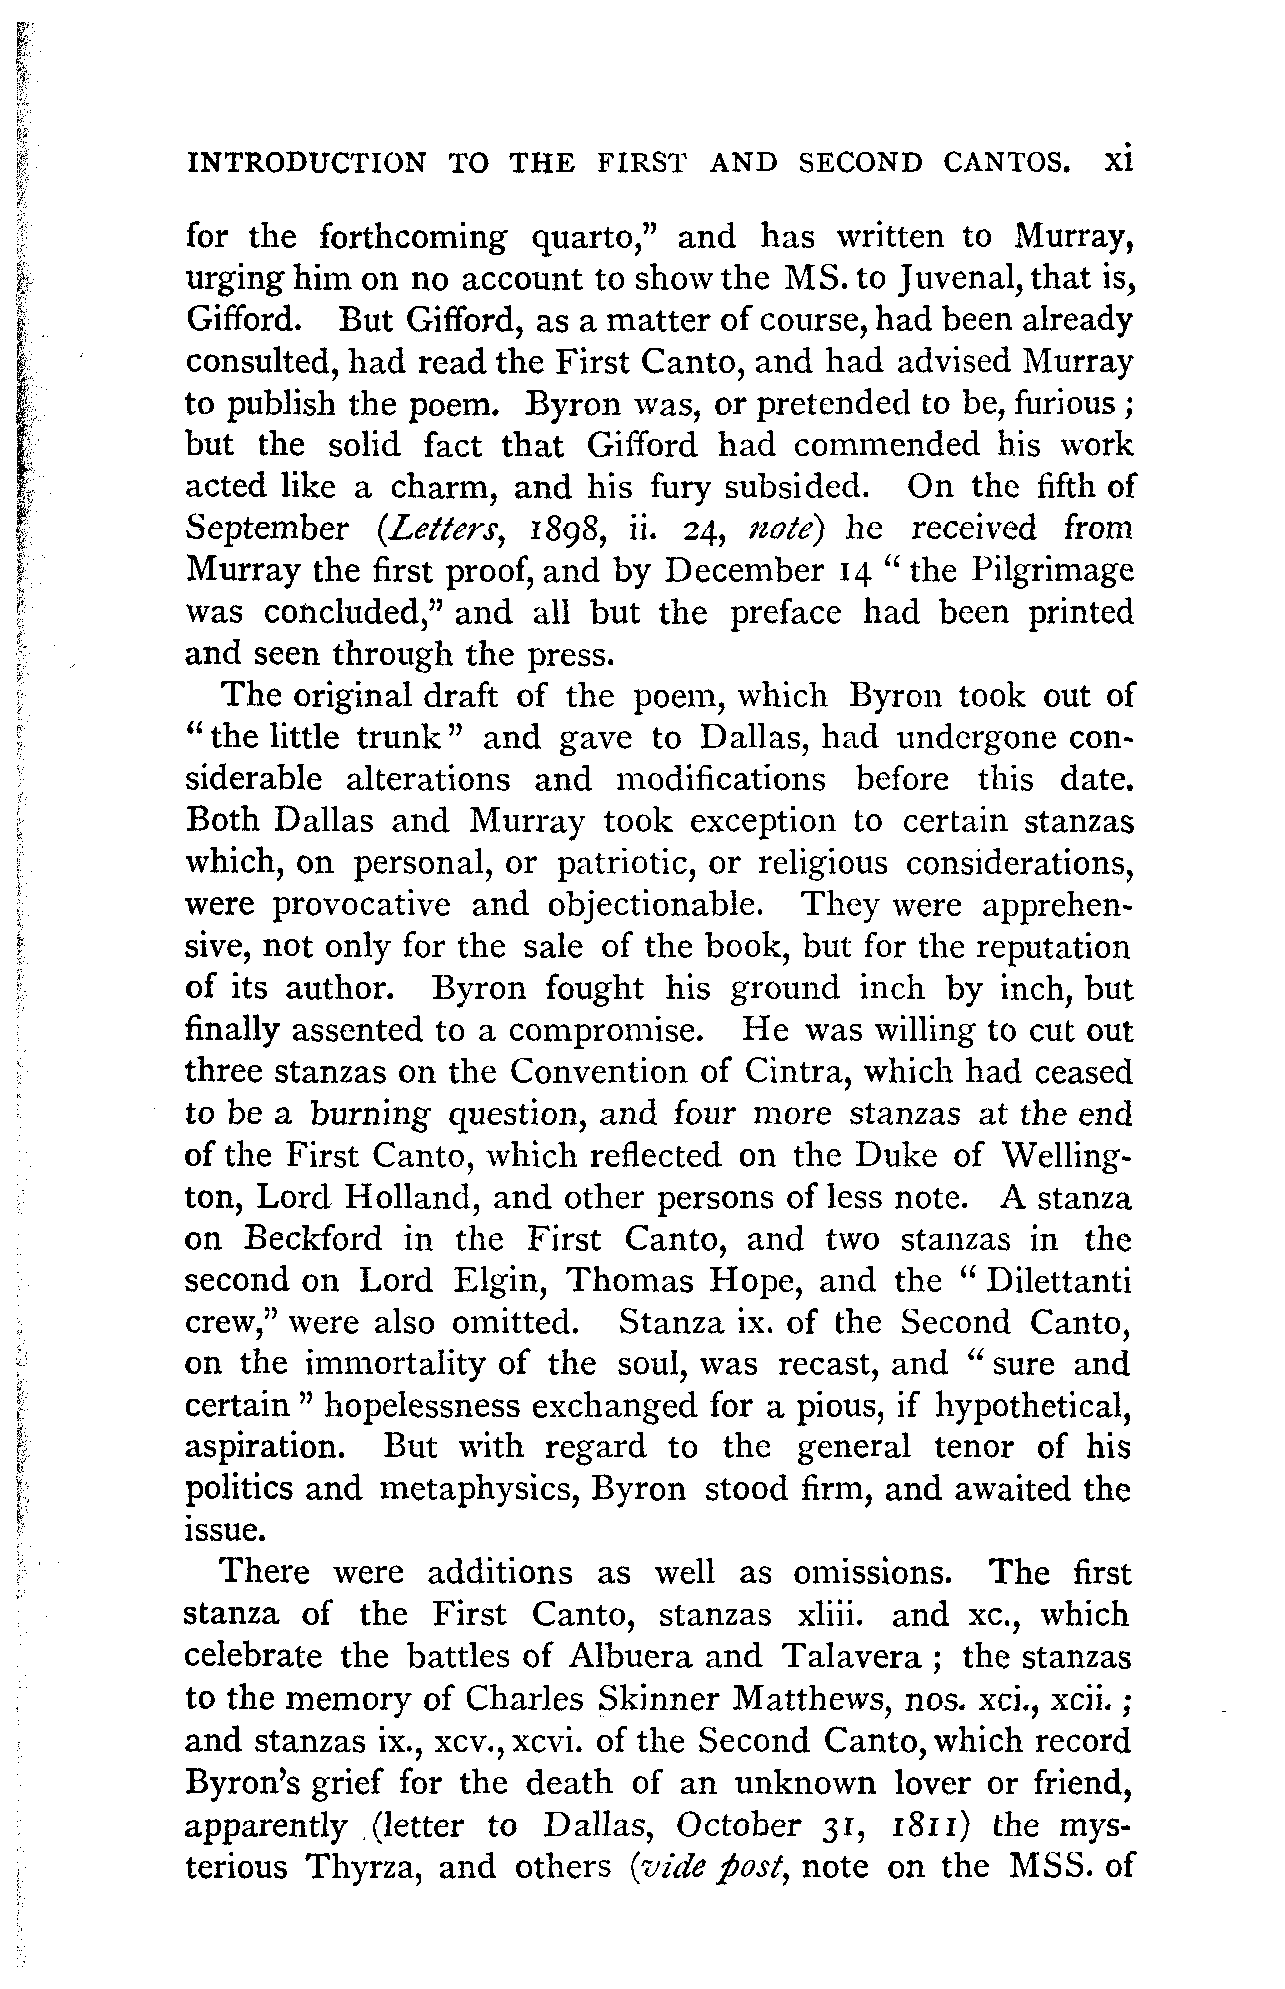 INTRODUCTION TO THE FIRST AND SECOND CANTOS. xi
for the forthcoming quarto,” and has written to Murray,
urging him on no account to show the MS. to Juvenal, that is,
Gifford. But Gifford, as a matter of course, had been already
consulted, had read the First Canto, and had advised Murray
to publish the poem. Byron was, or pretended to be, furious ;
but the solid fact that Gifford had commended his work
acted like a charm, and his fury subsided. On the fifth of
September (Letters, 1898, ii. 24, note) he received from
Murray the first proof, and by December 14 “ the Pilgrimage
was concluded,” and all but the preface had been printed
and seen through the press.
The original draft of the poem, which Byron took out of
“ the little trunk ” and gave to Dallas, had undergone con-
siderable alterations and modifications before this date.
Both Dallas and Murray took exception to certain stanzas
which, on personal, or patriotic, or religious considerations,
were provocative and objectionable. They were apprehen-
sive, not only for the sale of the book, but for the reputation
of its author. Byron fought his ground inch by inch, but
finally assented to a compromise. He was willing to cut out
three stanzas on the Convention of Cintra, which had ceased
to be a burning question, and four more stanzas at the end
of the First Canto, which reflected on the Duke of Welling-
ton, Lord Holland, and other persons of less note. A stanza
on Beckford in the First Canto, and two stanzas in the
second on Lord Elgin, Thomas Hope, and the “ Dilettanti
crew,” were also omitted. Stanza ix. of the Second Canto,
on the immortality of the soul, was recast, and “ sure and
certain ” hopelessness exchanged for a pious, if hypothetical,
aspiration. But with regard to the general tenor of his
politics and metaphysics, Byron stood firm, and awaited the
issue.
There were additions as well as omissions. The first
stanza of the First Canto, stanzas xliii. and xc., which
celebrate the battles of Albuera and Talavera ; the stanzas
to the memory of Charles Skinner Matthews, nos. xci., xcii. ;
and stanzas ix., xcv., xcvi. of the Second Canto, which record
Byron’s grief for the death of an unknown lover or friend,
apparently (letter to Dallas, October 31, 1811) the mys-
terious Thyrza, and others (vide post, note on the MSS. of